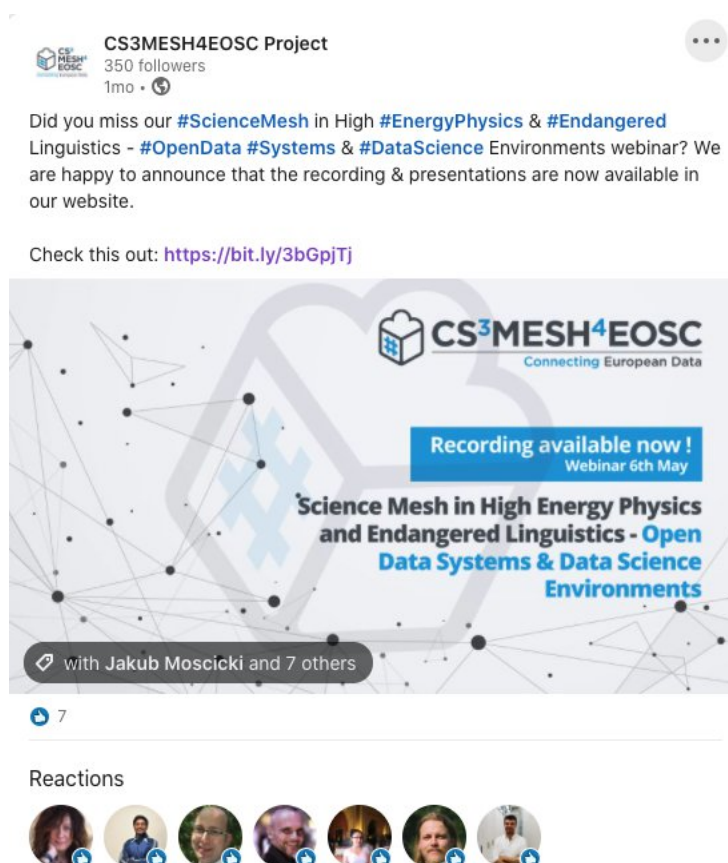 CS3
MESH4
EOSC
CS3MESH4EOSC Project
350 followers
1mo •
Did you miss our #ScienceMesh in High #EnergyPhysics & #Endangered
Linguistics - #OpenData #Systems & #DataScience Environments webinar? We
are happy to announce that the recording & presentations are now available in
our website.
Check this out: https://bit.ly/3bGpjTj
CS³MESH⁴EOSC
Connecting European Data
Recording available now !
Webinar 6th May
Science Mesh in High Energy Physics
and Endangered Linguistics - Open
Data Systems & Data Science
Environments
with Jakub Moscicki and 7 others
7
Reactions